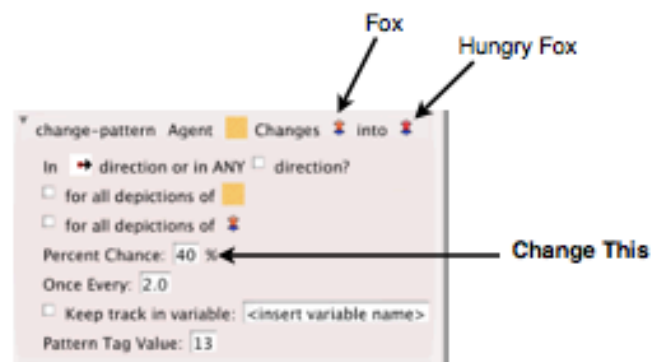 Fox
Hungry Fox
change-pattern Agent Changes into
In direction or in ANY direction?
for all depictions of
for all depictions of
Percent Chance: 40 %
Change This
Once Every: 2.0
Keep track in variable: <insert variable name>
Pattern Tag Value: 13